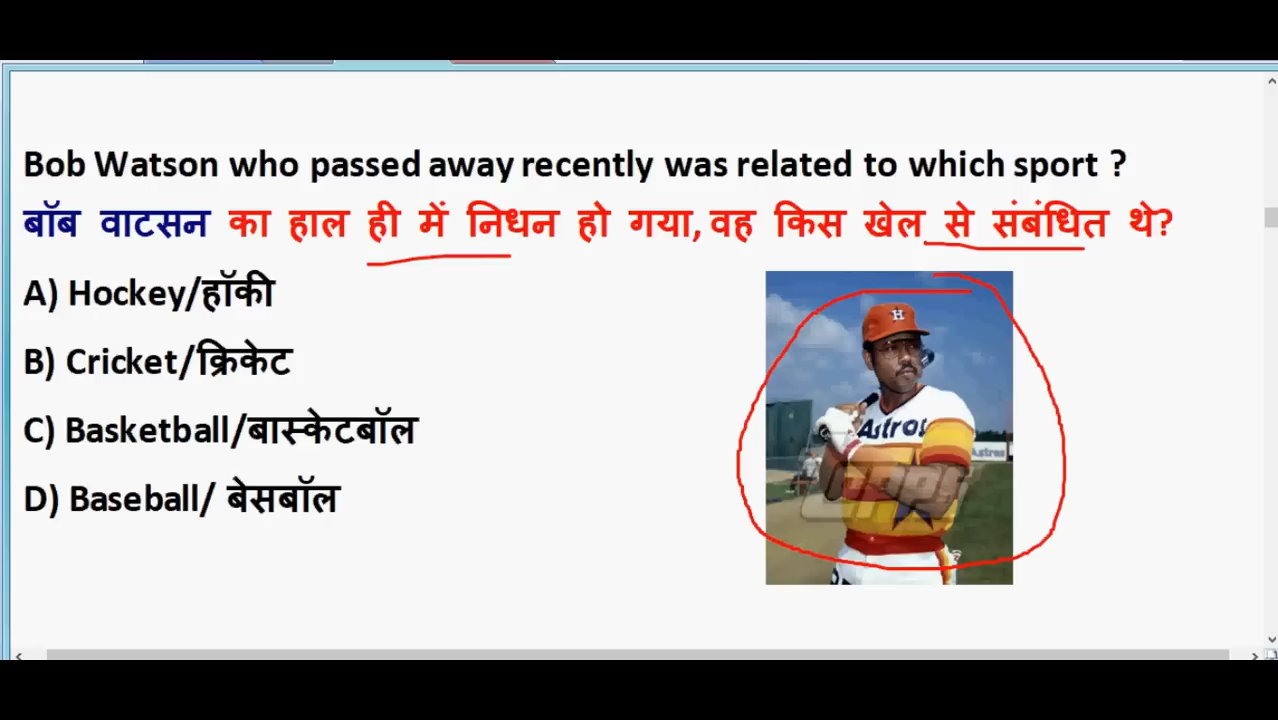 Bob Watson who passed away recently was related to which sport ?
बॉब वाटसन का हाल ही में निधन हो गया, वह किस खेल से संबंधित थे?
A) Hockey/हॉकी
B) Cricket/क्रिकेट
C) Basketball/बास्केटबॉल
D) Baseball/ बेसबॉल
H
Astros
Astros